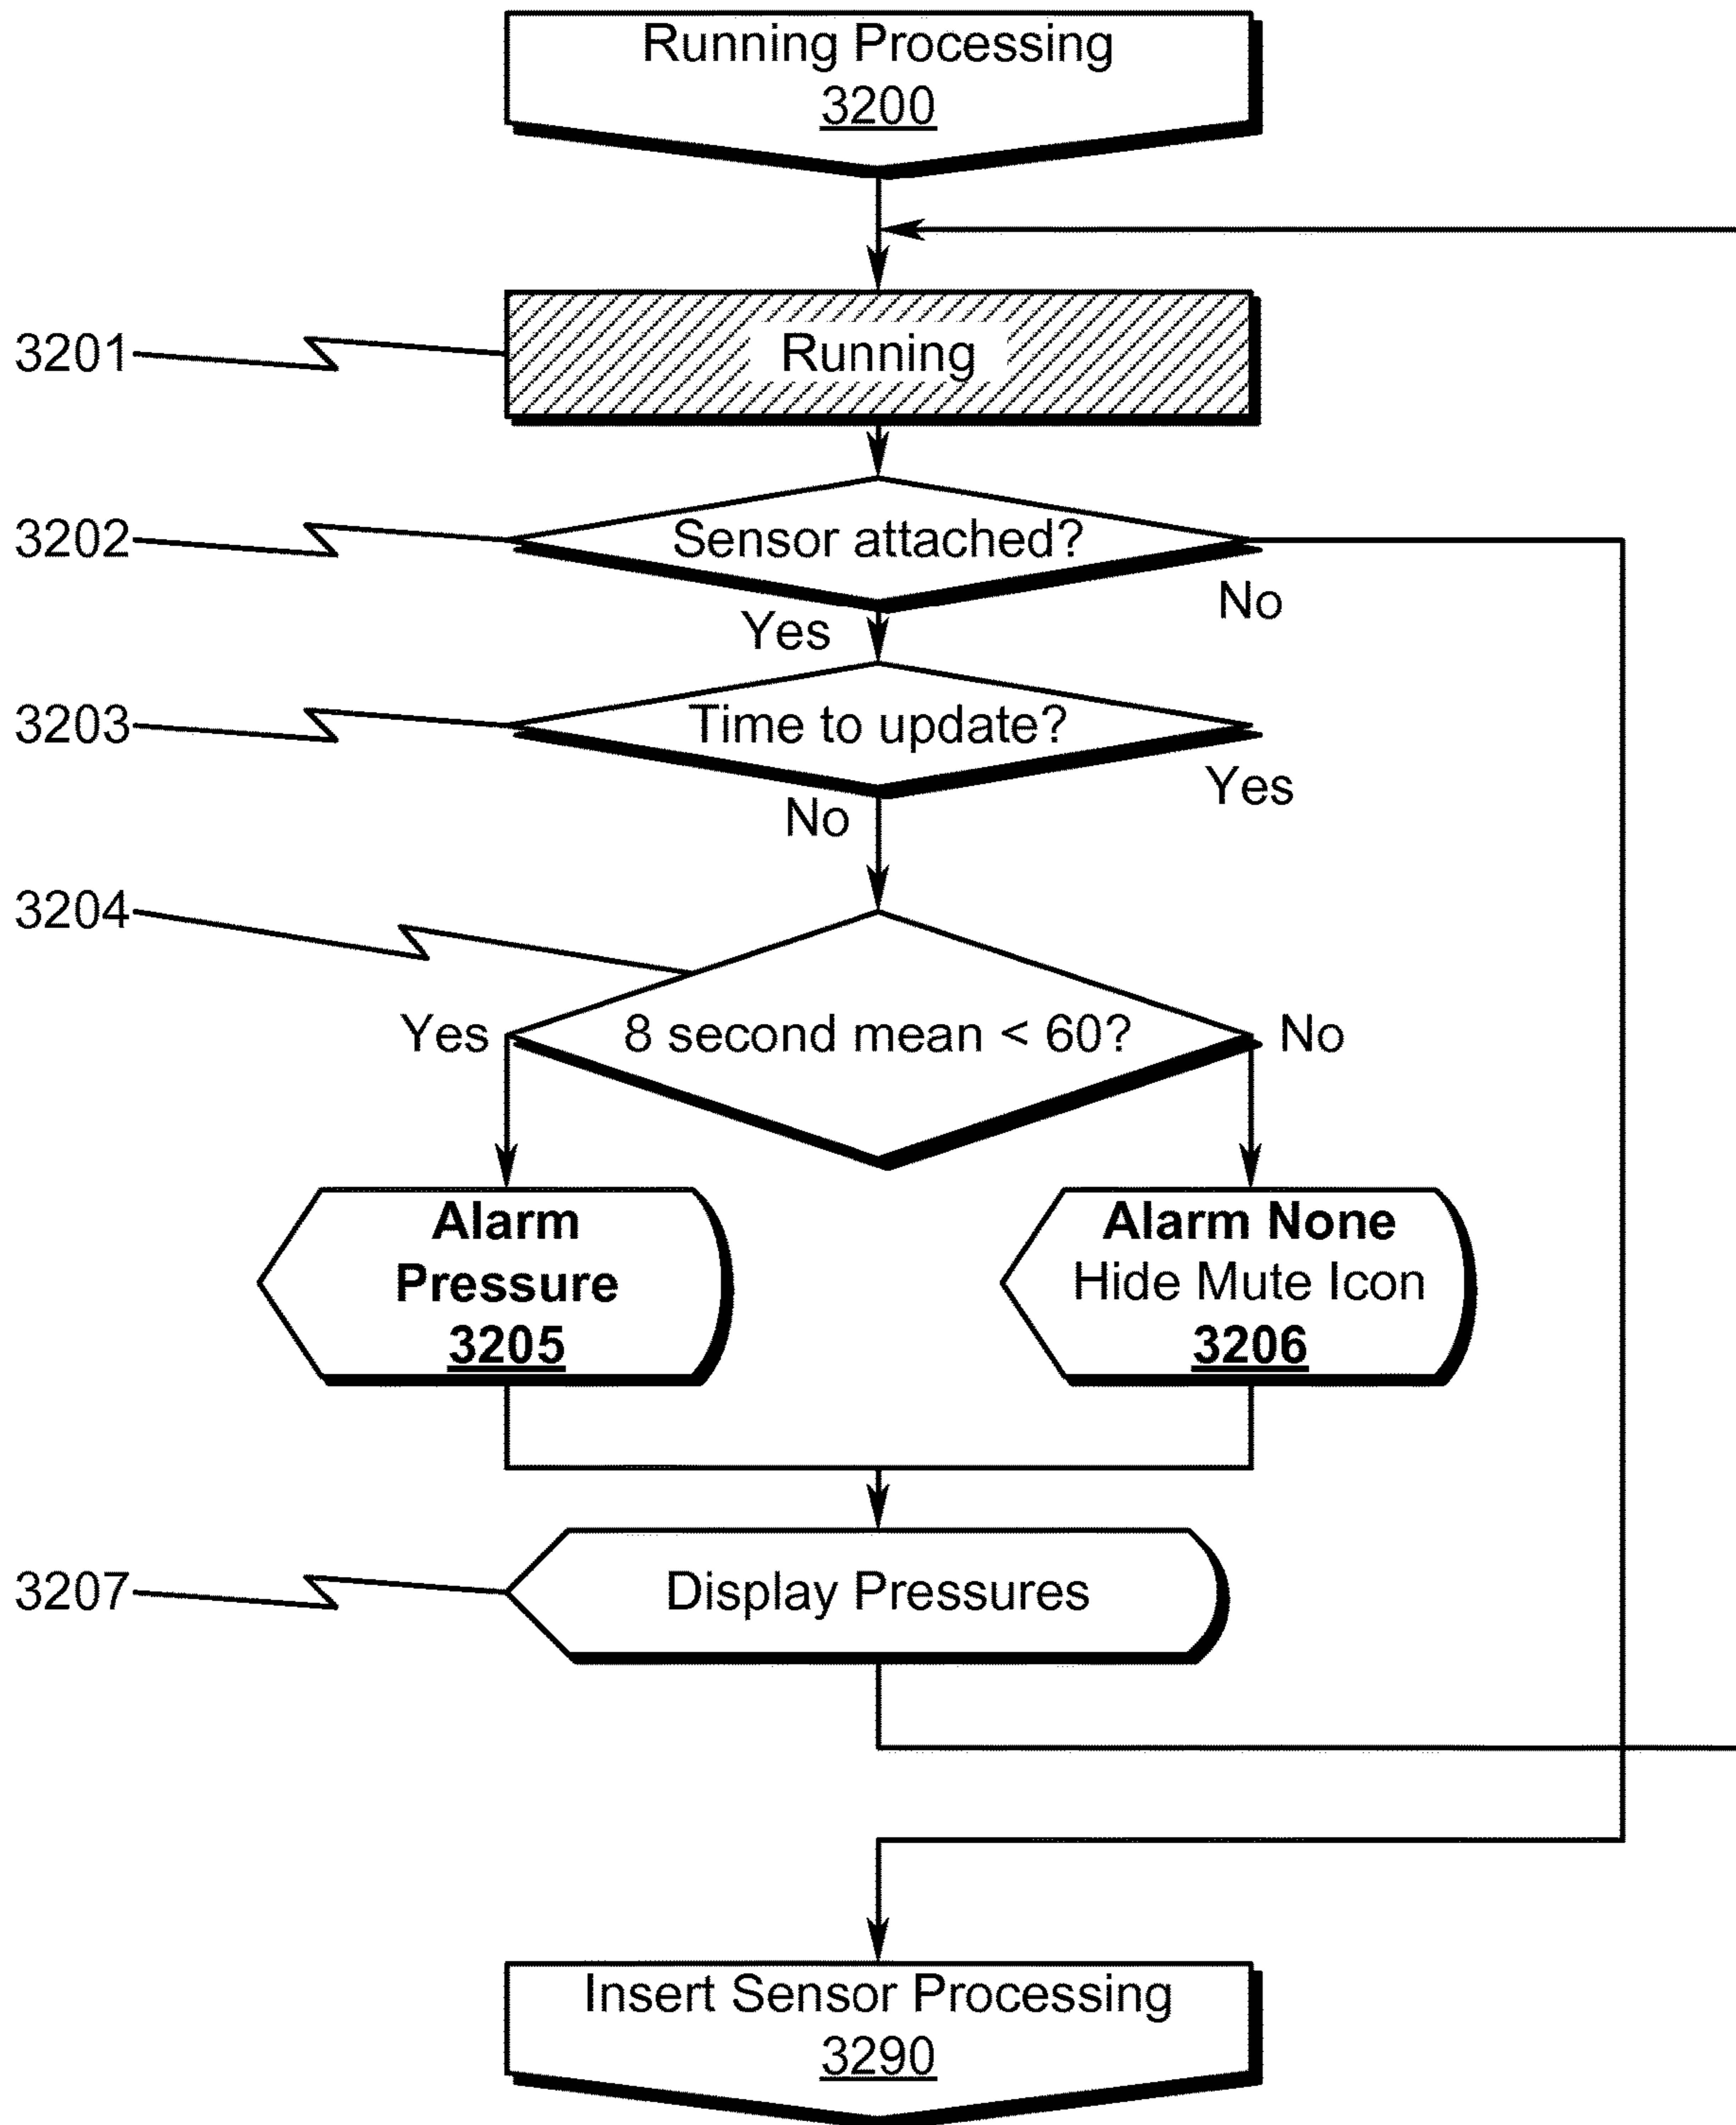 Running Processing
3200
3201
Running
3202
Sensor attached?
No
Yes
3203
Time to update?
Yes
No
3204
Yes
8 second mean < 60?
No
Alarm
Pressure
3205
Alarm None
Hide Mute Icon
3206
3207
Display Pressures
Insert Sensor Processing
3290